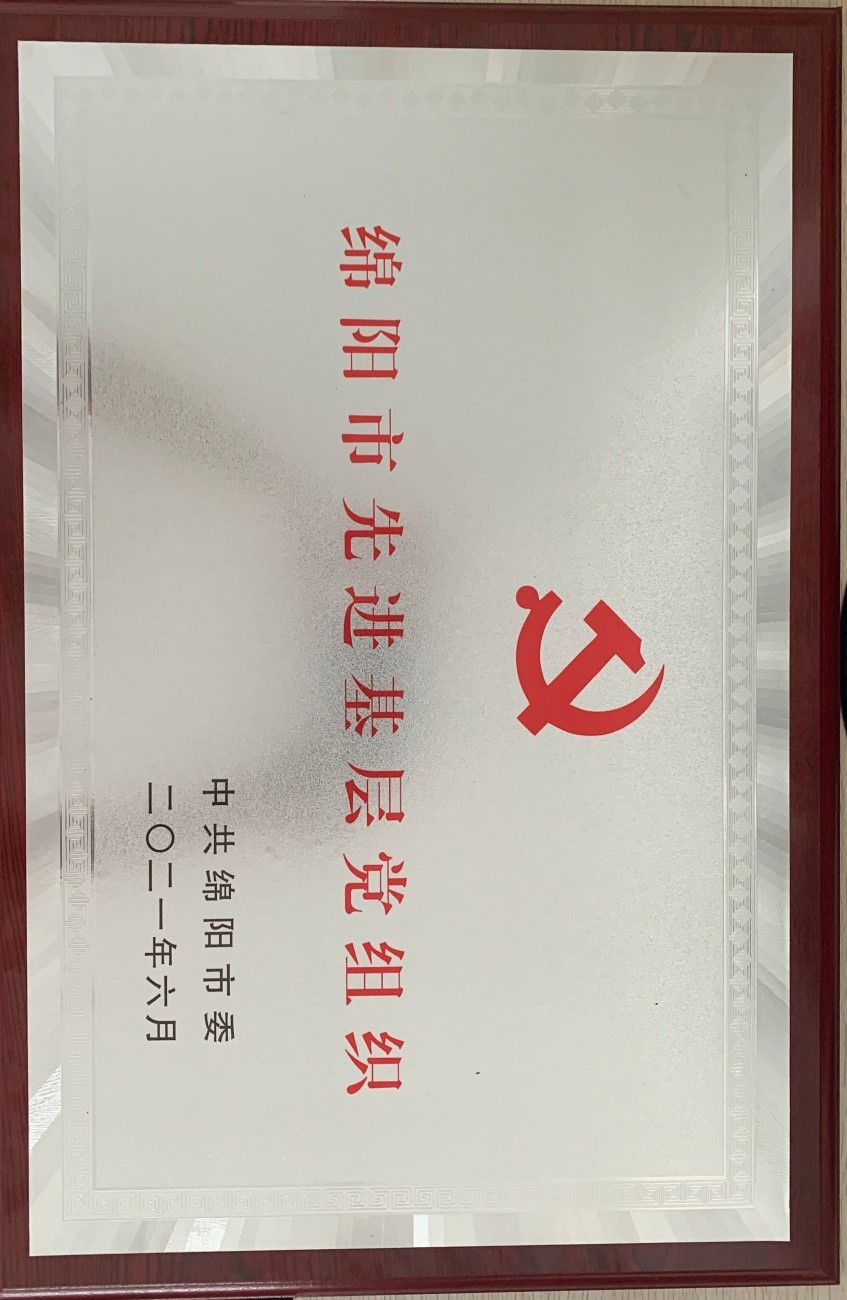 绵阳市先进基层党组织
中共绵阳市委
二〇二一年六月